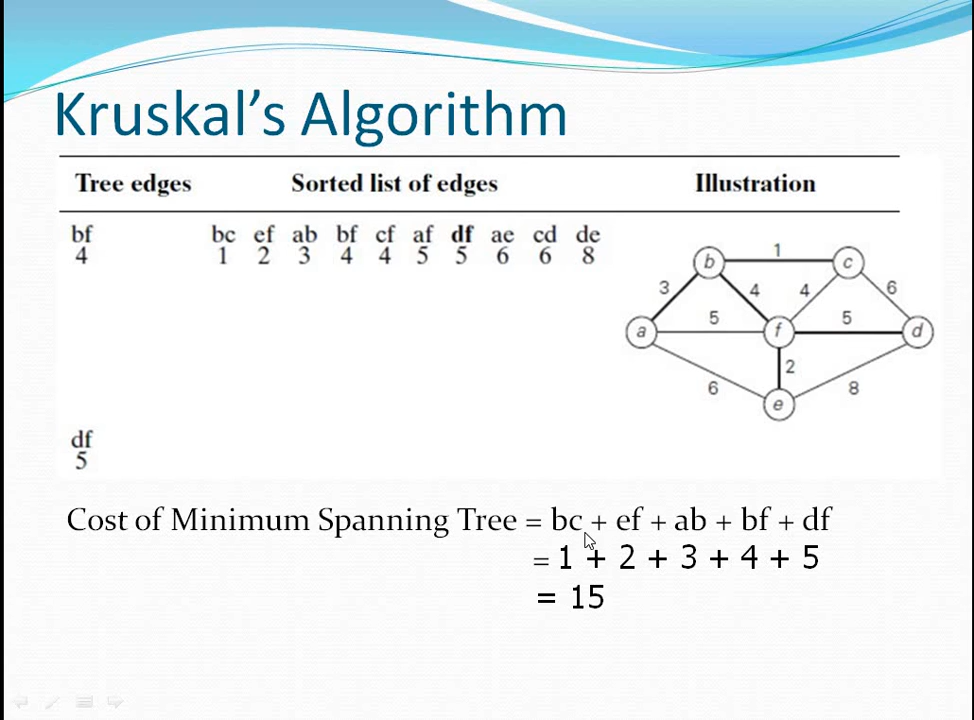 Kruskal's Algorithm
Tree edges Sorted list of edges Illustration
bf bc ef ab bf cf af df ae cd de
4 1 2 3 4 4 5 5 6 6 8
b 1 c
3 4 4 6
a 5 f 5 d
2
6 8
e
df
5
Cost of Minimum Spanning Tree = bc + ef + ab + bf + df
= 1 + 2 + 3 + 4 + 5
= 15